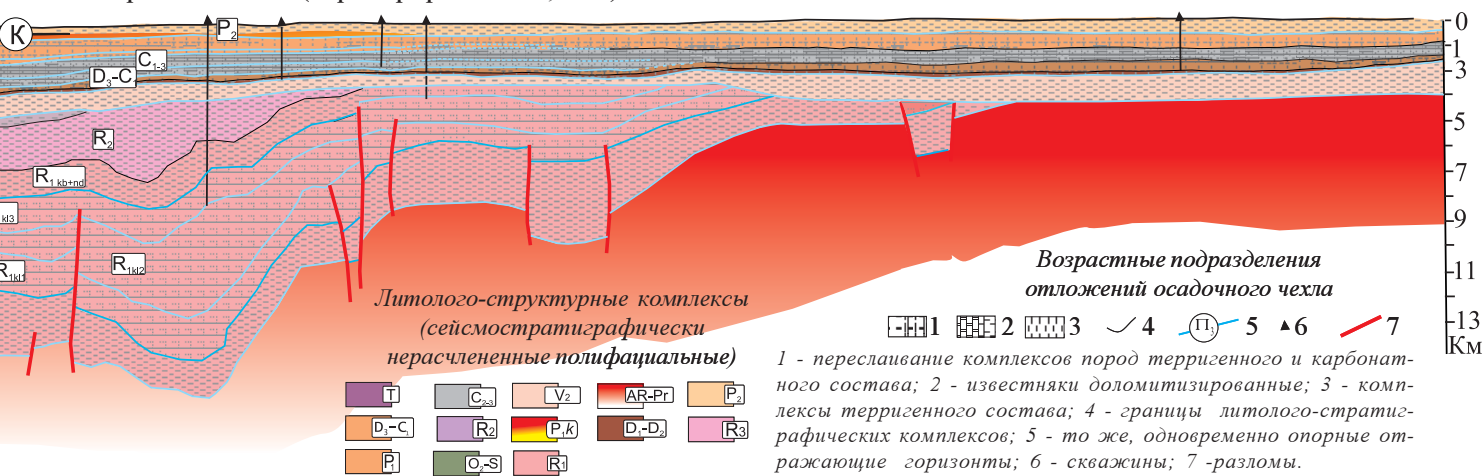 К
P2
C1-3
D3-C
R2
R1 kb+nd
kl3
R1kl1
R1kl2
0
-1
-3
-5
-7
-9
-11
-13
Км
Литолого-структурные комплексы
(сейсмостратиграфически
нерасчлененные полифациальные)
T
C2-3
V2
AR-Pr
P2
D3-C1
R2
P1k
D1-D2
R3
P1
O2-S
R1
Возрастные подразделения
отложений осадочного чехла
1 2 3 4 П3 5 6 7
1 - переслаивание комплексов пород терригенного и карбонат-
ного состава; 2 - известняки доломитизированные; 3 - комп-
лексы терригенного состава; 4 - границы литолого-стратиг-
рафических комплексов; 5 - то же, одновременно опорные от-
ражающие горизонты; 6 - скважины; 7 -разломы.